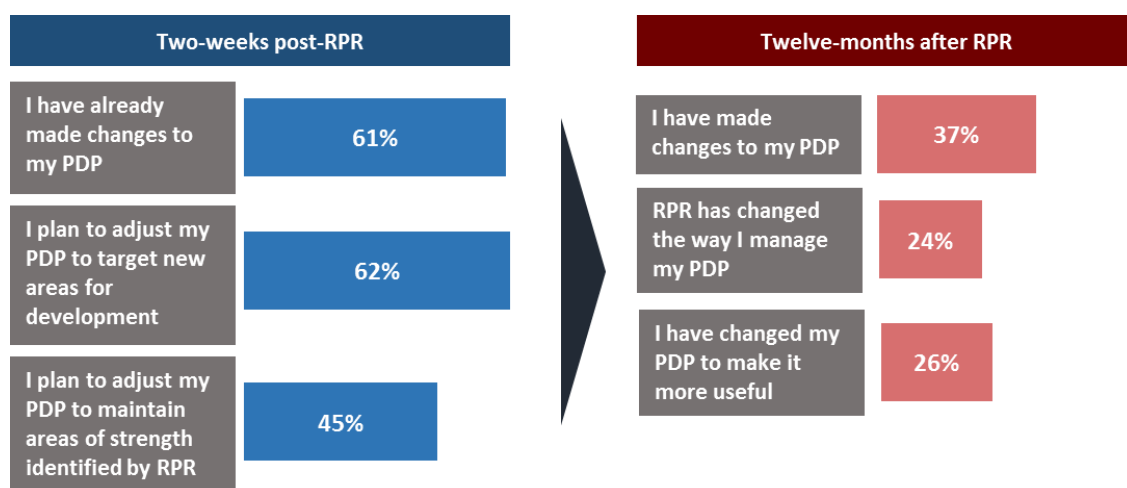 Two-weeks post-RPR
I have already
made changes to
my PDP
61%
I plan to adjust my
PDP to target new
areas for
development
62%
I plan to adjust my
PDP to maintain
areas of strength
identified by RPR
45%
Twelve-months after RPR
I have made
changes to my PDP
37%
RPR has changed
the way I manage
my PDP
24%
I have changed my
PDP to make it
more useful
26%